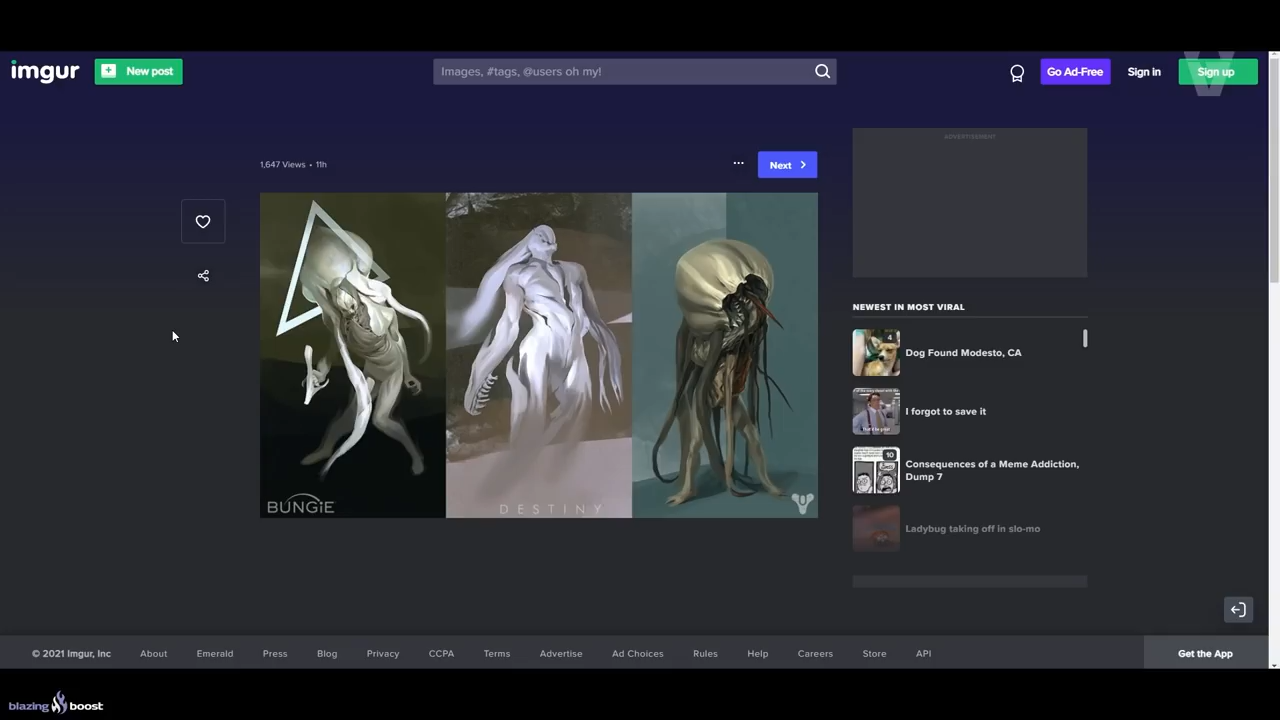 imgur
New post
Images, #tags, @users oh my!
Go Ad-Free
Sign in
Sign up
1,647 Views • 11h
Next
ADVERTISEMENT
NEWEST IN MOST VIRAL
4
Dog Found Modesto, CA
I forgot to save it
10
Consequences of a Meme Addiction,
Dump 7
Ladybug taking off in slo-mo
BUNGiE
DESTINY
© 2021 Imgur, Inc
About
Emerald
Press
Blog
Privacy
CCPA
Terms
Advertise
Ad Choices
Rules
Help
Careers
Store
API
Get the App
blazing boost